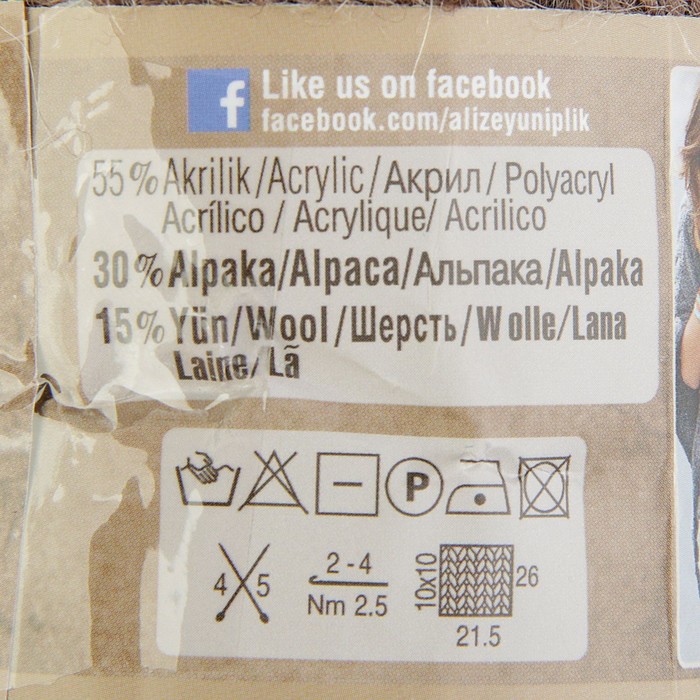 f Like us on facebook
facebook.com/alizeyuniplik
55% Akrilik/Acrylic/Акрил/Polyacryl
Acrílico / Acrylique/ Acrilico
30% Alpaka/Alpaca/Альпака/Alpaka
15% Yün/Wool/Шерсть/Wolle/Lana
Laine/Lã
P
4 5
2 - 4
Nm 2.5
10x10
26
21.5